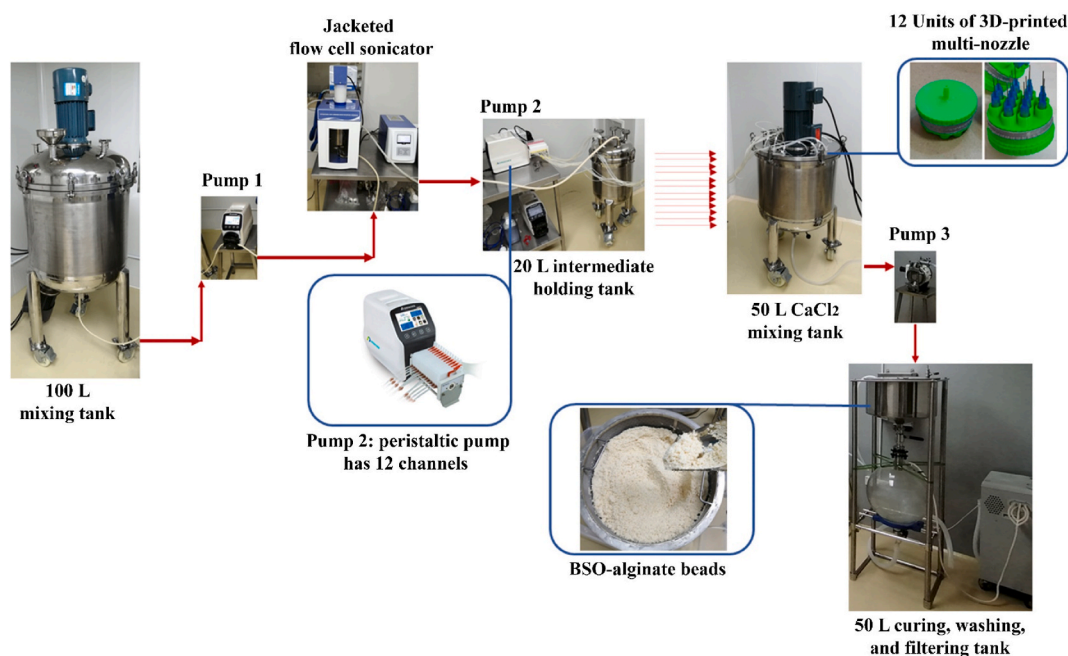 Jacketed
flow cell sonicator
12 Units of 3D-printed
multi-nozzle
Pump 1
Pump 2
Pump 3
20 L intermediate
holding tank
50 L CaCl2
mixing tank
100 L
mixing tank
Pump 2: peristaltic pump
has 12 channels
BSO-alginate beads
50 L curing, washing,
and filtering tank